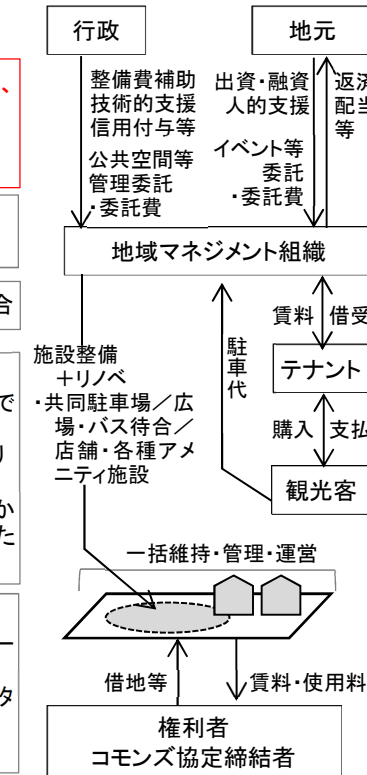 行政
地元
整備費補助
技術的支援
信用付与等
公共空間等
管理委託
・委託費
出資・融資
人的支援
返済
配当
等
イベント等
委託
・委託費
地域マネジメント組織
賃料
借受
テナント
購入
支払
観光客
駐車代
施設整備
+リノベ
・共同駐車場/広
場・バス待合/
店舗・各種アメ
ニティ施設
一括維持・管理・運営
借地等
賃料・使用料
権利者
コモンズ協定締結者
、
合
で
り
か
た
ー
タ